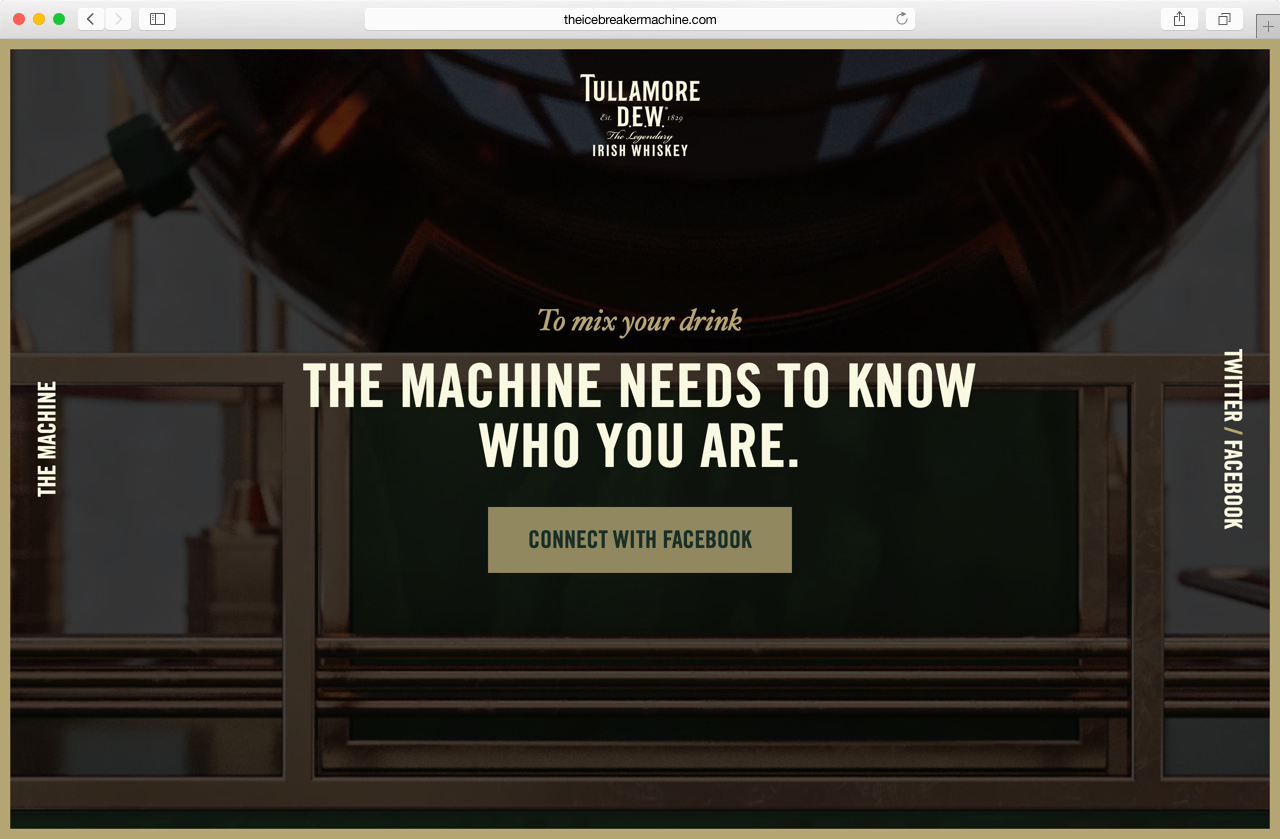 theicebreakermachine.com
TULLAMORE
Est. D.E.W. 1829
The Legendary
IRISH WHISKEY
To mix your drink
THE MACHINE NEEDS TO KNOW
WHO YOU ARE.
CONNECT WITH FACEBOOK
THE MACHINE
TWITTER / FACEBOOK